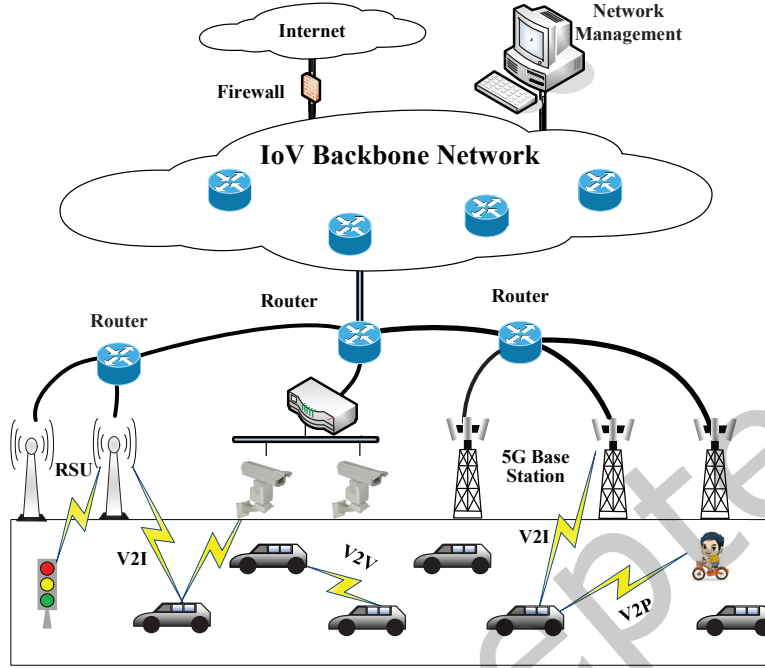 Internet
Network
Management
Firewall
IoV Backbone Network
Router
Router
Router
RSU
5G Base
Station
V2I
V2V
V2I
V2P